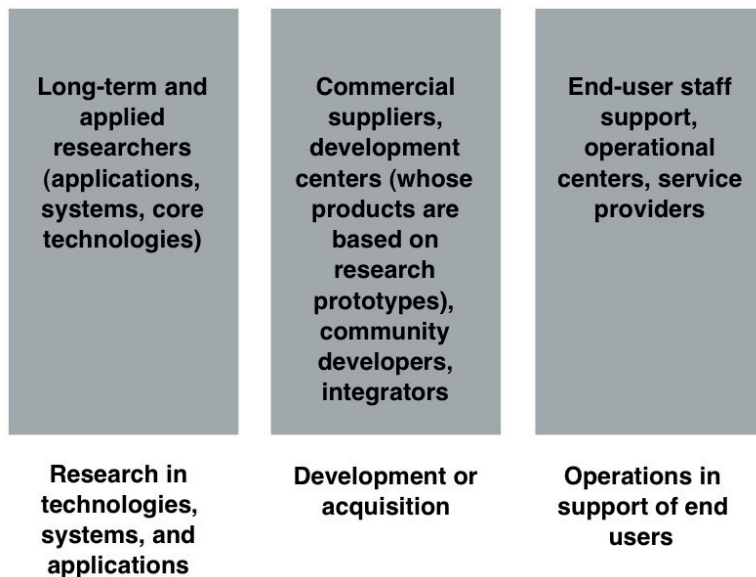 Long-term and
applied
researchers
(applications,
systems, core
technologies)
Commercial
suppliers,
development
centers (whose
products are
based on
research
prototypes),
community
developers,
integrators
End-user staff
support,
operational
centers, service
providers
Research in
technologies,
systems, and
applications
Development or
acquisition
Operations in
support of end
users